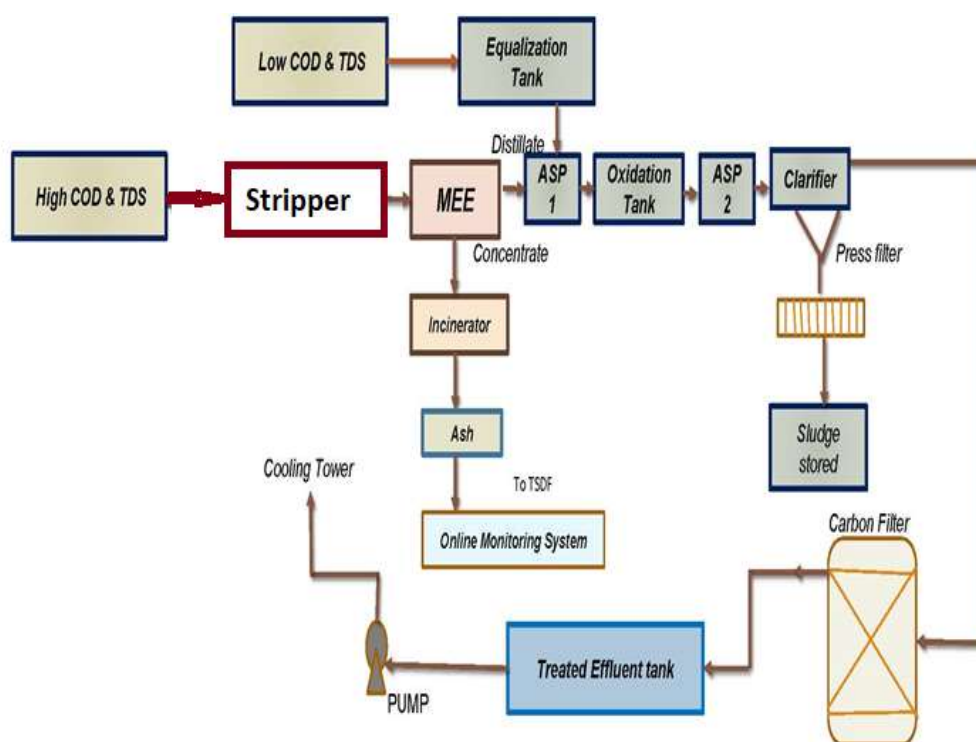 Low COD & TDS
Equalization
Tank
Distillate
High COD & TDS
Stripper
MEE
ASP
1
Oxidation
Tank
ASP
2
Clarifier
Concentrate
Press filter
Incinerator
Ash
Sludge
stored
Cooling Tower
To TSDF
Online Monitoring System
Carbon Filter
Treated Effluent tank
PUMP